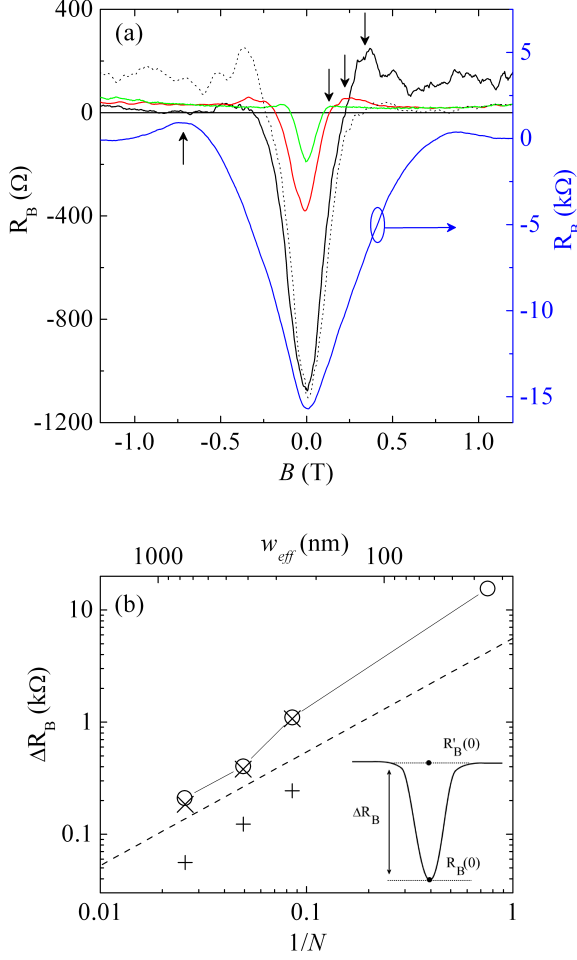 (a)
400
0
-400
-800
-1200
R_B (Ω)
5
0
-5
-10
-15
R_B (kΩ)
-1.0
-0.5
0.0
0.5
1.0
B (T)
w_eff (nm)
1000
100
(b)
10
1
0.1
ΔR_B (kΩ)
R'_B(0)
ΔR_B
R_B(0)
0.01
0.1
1
1/N